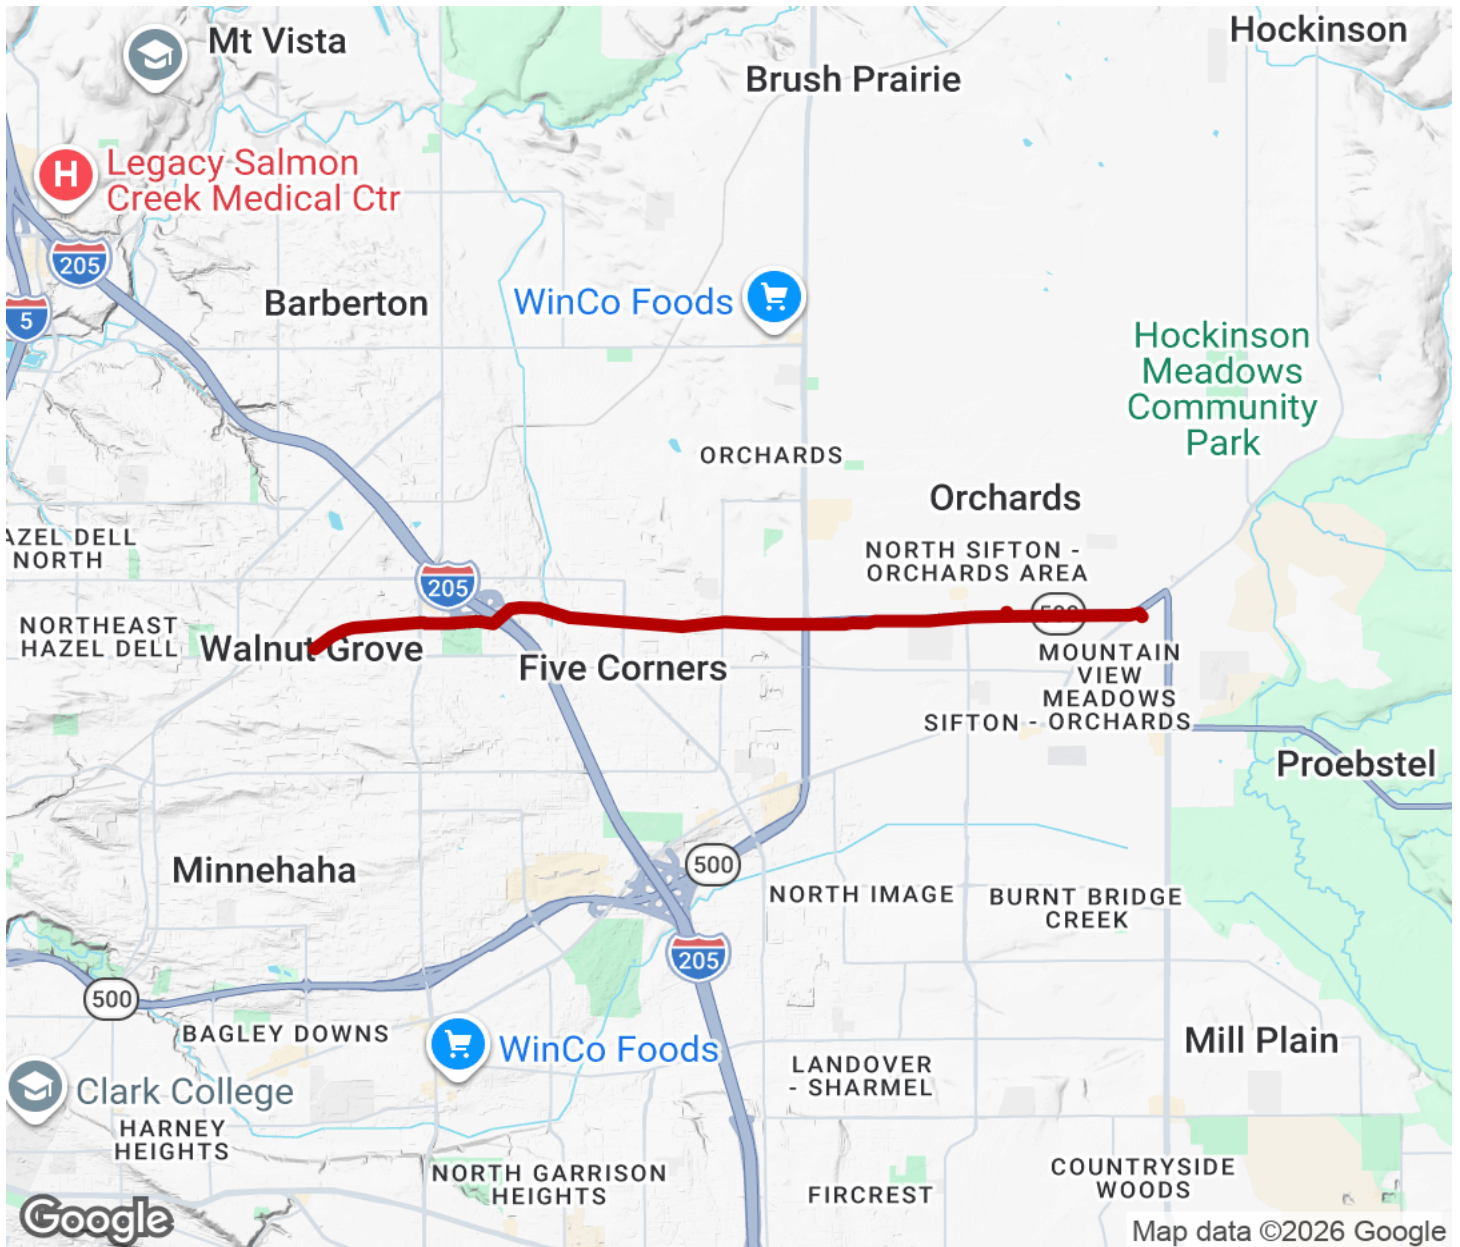 Mt Vista
Hockinson
Brush Prairie
H
Legacy Salmon
Creek Medical Ctr
205
5
Barberton
WinCo Foods
Hockinson
Meadows
Community
Park
ORCHARDS
Orchards
AZEL DELL
NORTH
NORTH SIFTON -
ORCHARDS AREA
205
500
NORTHEAST
HAZEL DELL
Walnut Grove
Five Corners
MOUNTAIN
VIEW
MEADOWS
SIFTON - ORCHARDS
Proebstel
Minnehaha
500
NORTH IMAGE
BURNT BRIDGE
CREEK
205
500
BAGLEY DOWNS
WinCo Foods
Mill Plain
LANDOVER
- SHARMEL
Clark College
HARNEY
HEIGHTS
NORTH GARRISON
HEIGHTS
FIRCREST
COUNTRYSIDE
WOODS
Google
Map data ©2026 Google